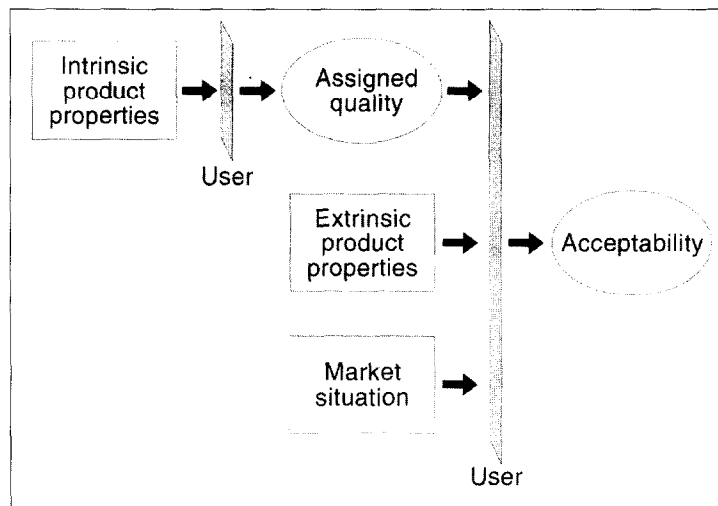 Intrinsic
product
properties
User
Assigned
quality
Extrinsic
product
properties
Market
situation
User
Acceptability